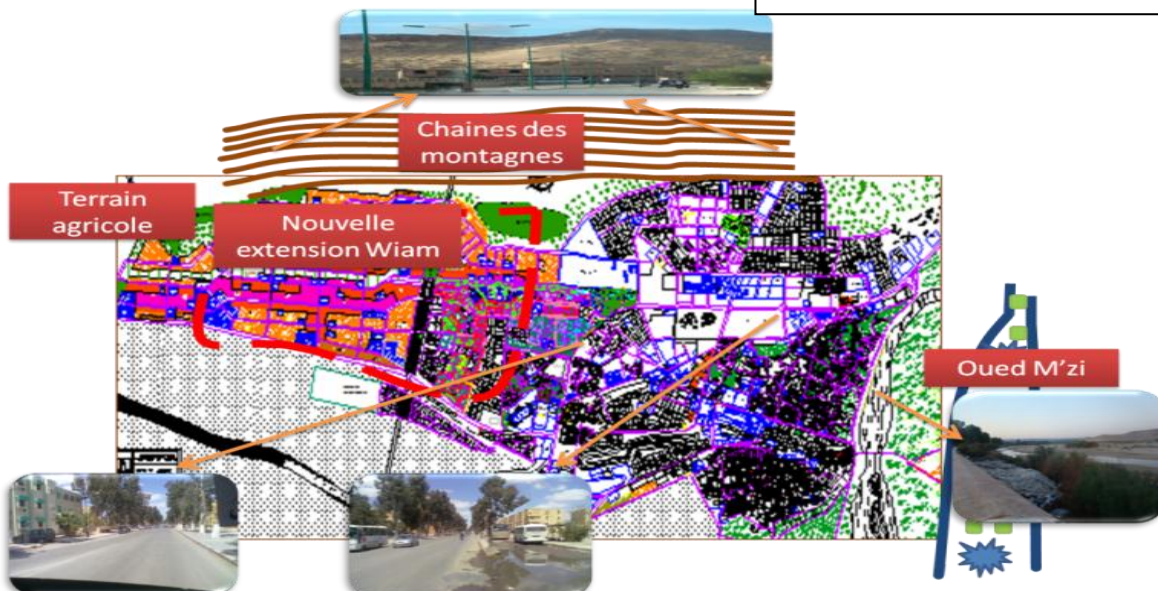 Chaines des
montagnes
Terrain
agricole
Nouvelle
extension Wiam
Oued M'zi